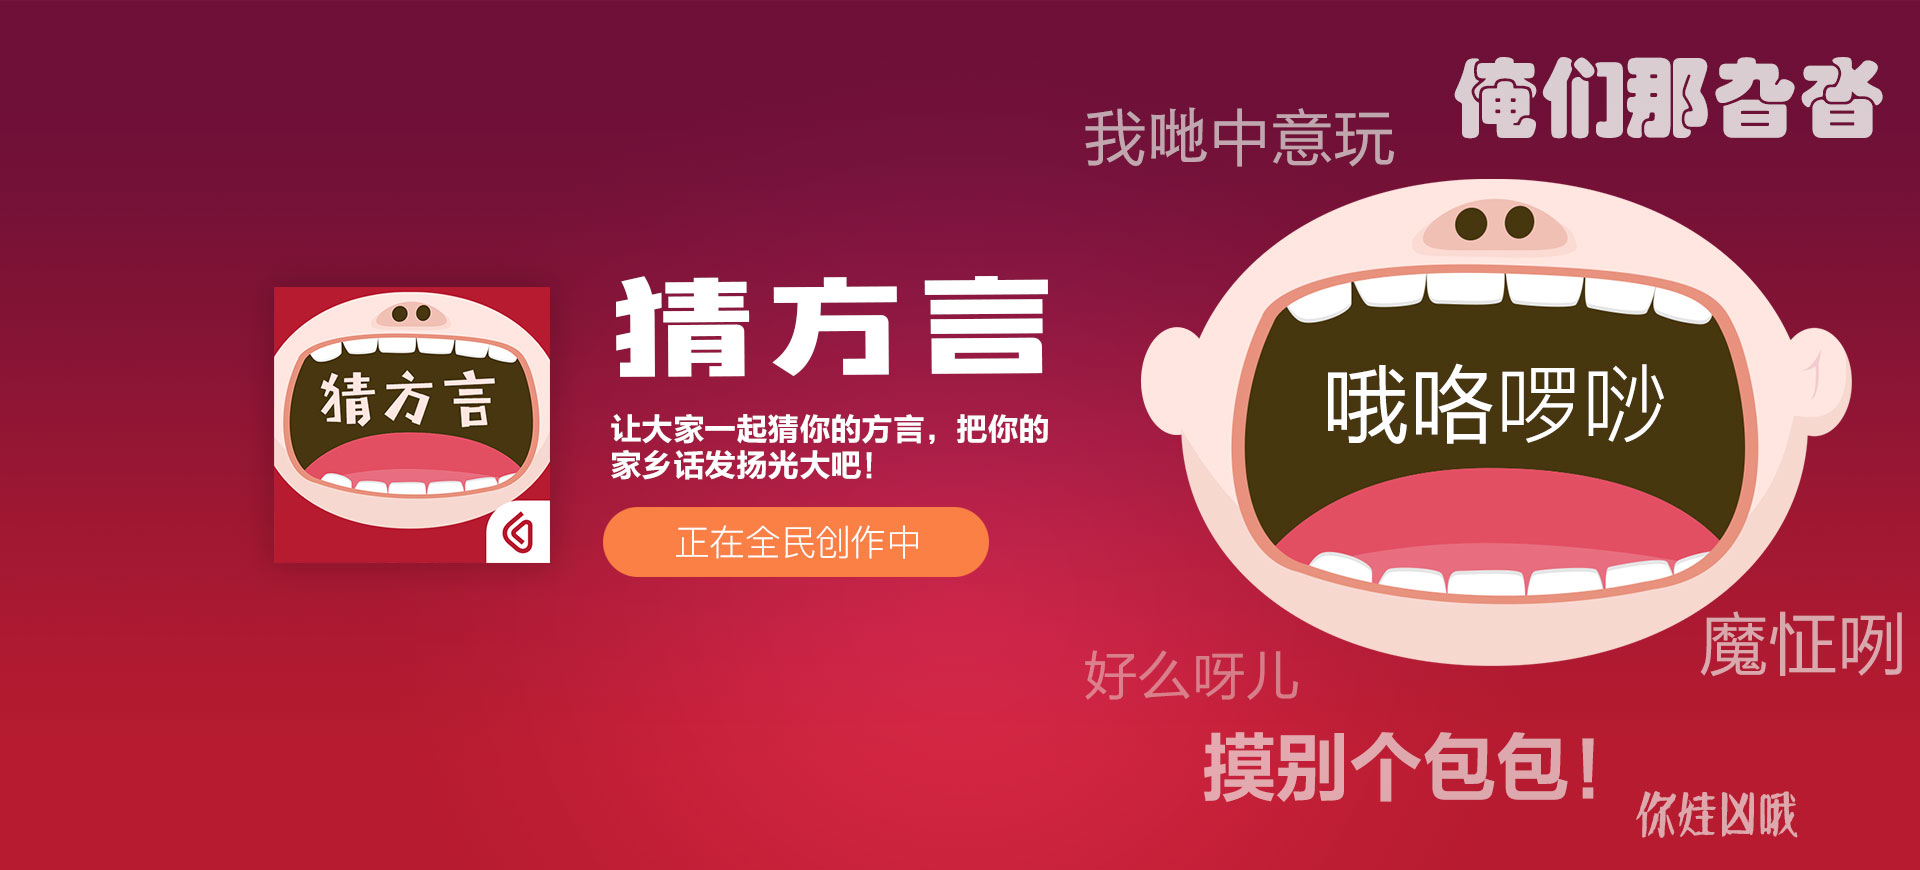 俺们那旮沓
我哋中意玩
猜方言
猜方言
让大家一起猜你的方言，把你的
家乡话发扬光大吧！
正在全民创作中
哦咯啰唦
魔怔咧
好么呀儿
摸别个包包！
你娃凶哦